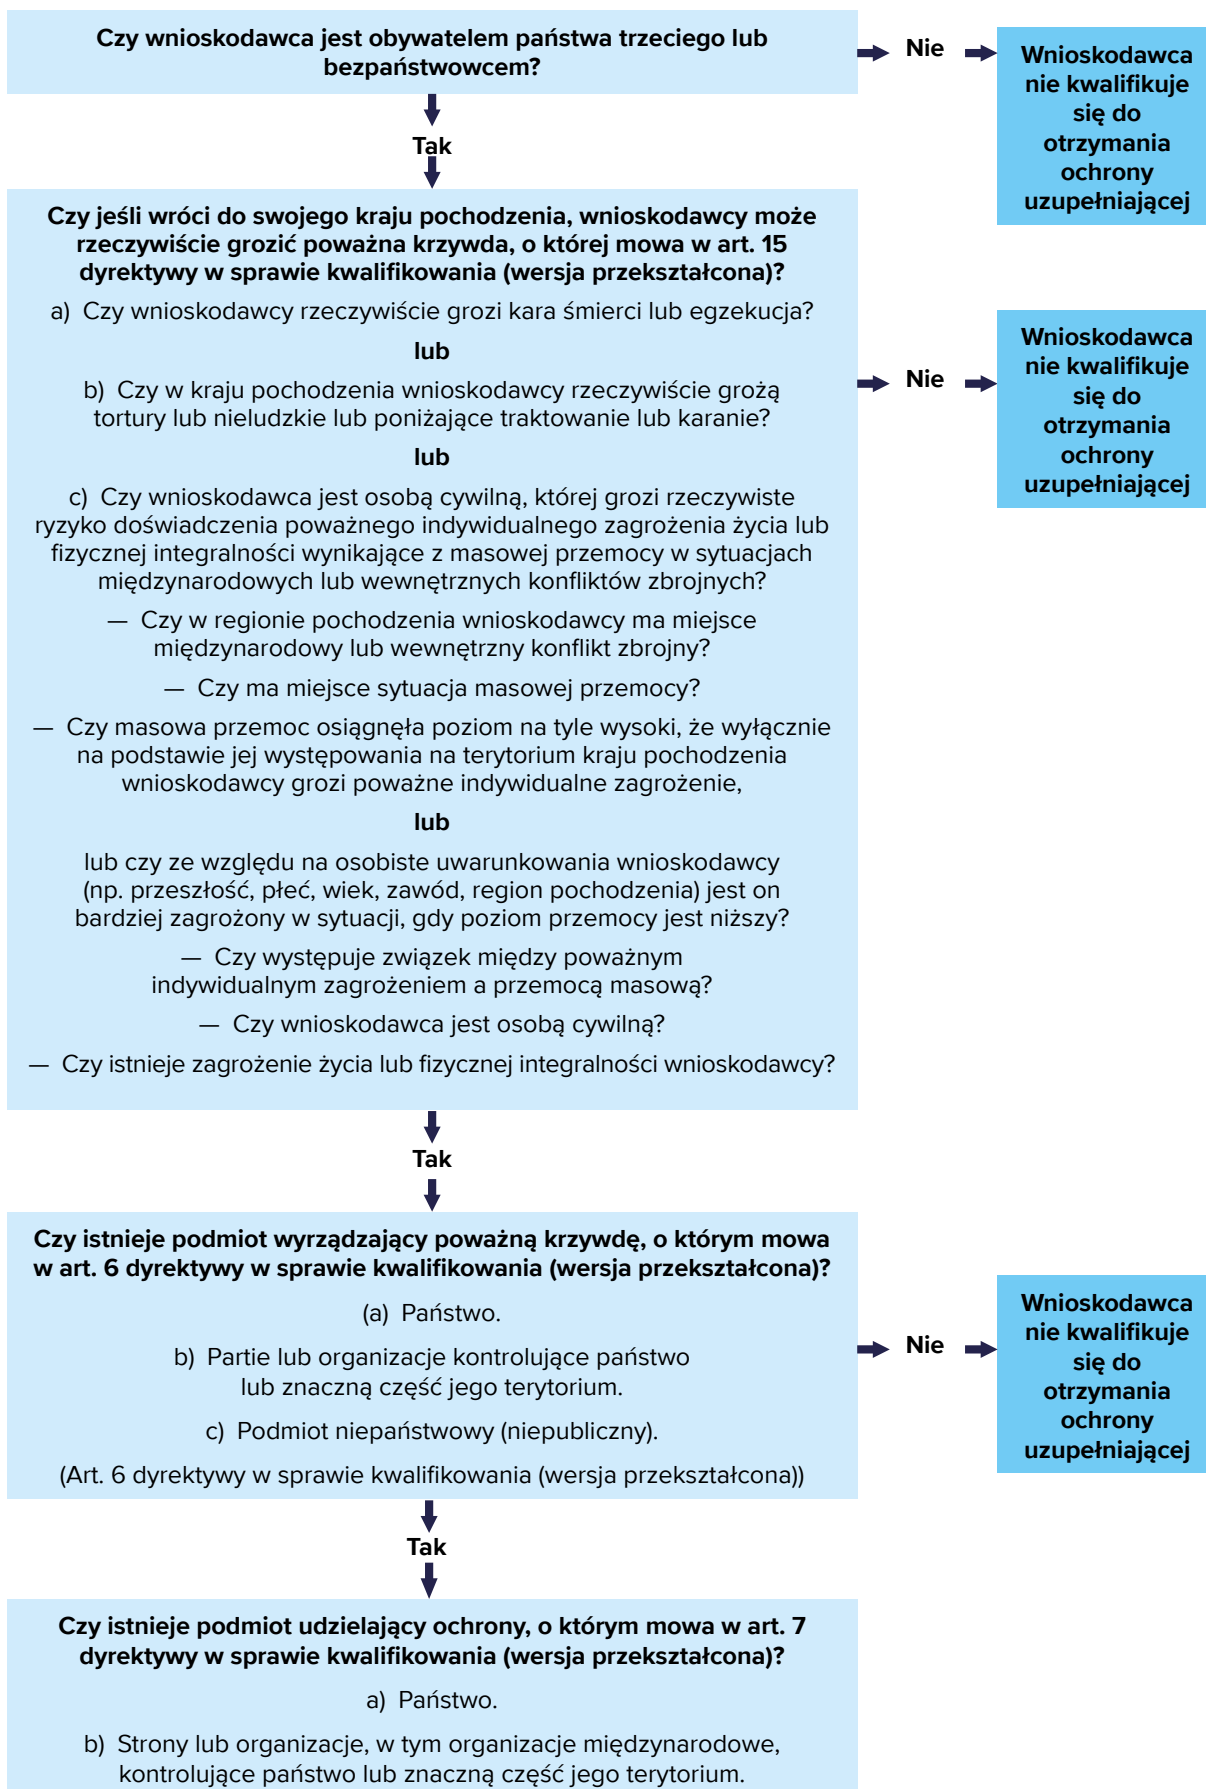 Czy wnioskodawca jest obywatelem państwa trzeciego lub
bezpaństwowcem?
Nie
Wnioskodawca
nie kwalifikuje
się do
otrzymania
ochrony
uzupełniającej
Tak
Czy jeśli wróci do swojego kraju pochodzenia, wnioskodawcy może
rzeczywiście grozić poważna krzywda, o której mowa w art. 15
dyrektywy w sprawie kwalifikowania (wersja przekształcona)?
a) Czy wnioskodawcy rzeczywiście grozi kara śmierci lub egzekucja?
lub
b) Czy w kraju pochodzenia wnioskodawcy rzeczywiście grożą
tortury lub nieludzkie lub poniżające traktowanie lub karanie?
lub
c) Czy wnioskodawca jest osobą cywilną, której grozi rzeczywiste
ryzyko doświadczenia poważnego indywidualnego zagrożenia życia lub
fizycznej integralności wynikające z masowej przemocy w sytuacjach
międzynarodowych lub wewnętrznych konfliktów zbrojnych?
— Czy w regionie pochodzenia wnioskodawcy ma miejsce
międzynarodowy lub wewnętrzny konflikt zbrojny?
— Czy ma miejsce sytuacja masowej przemocy?
— Czy masowa przemoc osiągnęła poziom na tyle wysoki, że wyłącznie
na podstawie jej występowania na terytorium kraju pochodzenia
wnioskodawcy grozi poważne indywidualne zagrożenie,
lub
lub czy ze względu na osobiste uwarunkowania wnioskodawcy
(np. przeszłość, płeć, wiek, zawód, region pochodzenia) jest on
bardziej zagrożony w sytuacji, gdy poziom przemocy jest niższy?
— Czy występuje związek między poważnym
indywidualnym zagrożeniem a przemocą masową?
— Czy wnioskodawca jest osobą cywilną?
— Czy istnieje zagrożenie życia lub fizycznej integralności wnioskodawcy?
Nie
Wnioskodawca
nie kwalifikuje
się do
otrzymania
ochrony
uzupełniającej
Tak
Czy istnieje podmiot wyrządzający poważną krzywdę, o którym mowa
w art. 6 dyrektywy w sprawie kwalifikowania (wersja przekształcona)?
(a) Państwo.
b) Partie lub organizacje kontrolujące państwo
lub znaczną część jego terytorium.
c) Podmiot niepaństwowy (niepubliczny).
(Art. 6 dyrektywy w sprawie kwalifikowania (wersja przekształcona))
Nie
Wnioskodawca
nie kwalifikuje
się do
otrzymania
ochrony
uzupełniającej
Tak
Czy istnieje podmiot udzielający ochrony, o którym mowa w art. 7
dyrektywy w sprawie kwalifikowania (wersja przekształcona)?
a) Państwo.
b) Strony lub organizacje, w tym organizacje międzynarodowe,
kontrolujące państwo lub znaczną część jego terytorium.